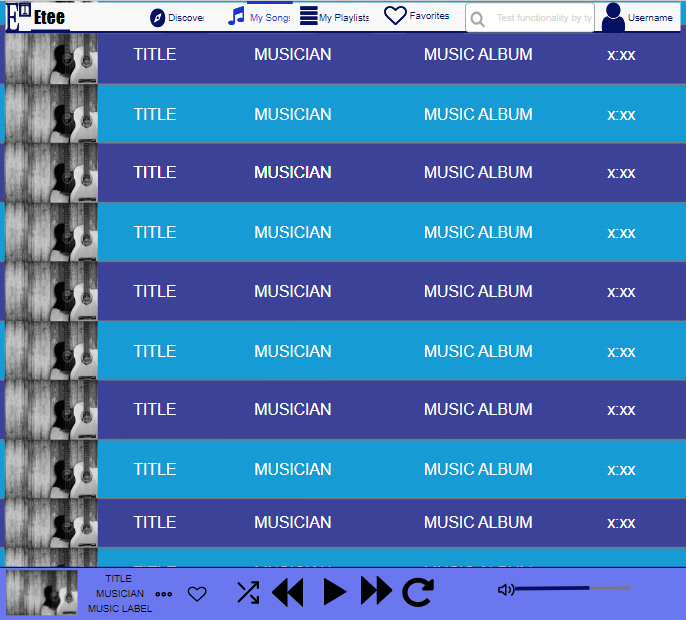 E Etee Discover My Songs My Playlists Favorites Test functionality by ty Username
TITLE MUSICIAN MUSIC ALBUM x:xx
TITLE MUSICIAN MUSIC ALBUM x:xx
TITLE MUSICIAN MUSIC ALBUM x:xx
TITLE MUSICIAN MUSIC ALBUM x:xx
TITLE MUSICIAN MUSIC ALBUM x:xx
TITLE MUSICIAN MUSIC ALBUM x:xx
TITLE MUSICIAN MUSIC ALBUM x:xx
TITLE MUSICIAN MUSIC ALBUM x:xx
TITLE MUSICIAN MUSIC ALBUM x:xx
TITLE
MUSICIAN
MUSIC LABEL